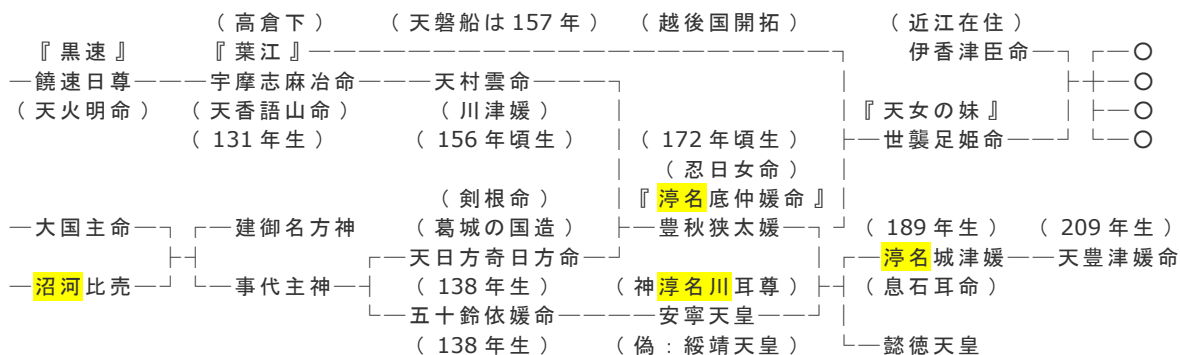 （高倉下） （天磐船は157年） （越後国開拓） （近江在住）
『黒速』 『葉江』――――――――――――――――――――――┐ 伊香津臣命―┐ ┌―〇
―饒速日尊―――宇摩志麻治命―――天村雲命―――┐ │ ├┼―〇
（天火明命） （天香語山命） （川津媛） │ │『天女の妹』 │ ├―〇
（131年生） （156年頃生） │（172年頃生） ├―世襲足姫命――┘ └―〇
│ （忍日女命） │
（剣根命） │『渟名底仲媛命』│
―大国主命―┐ ┌―建御名方神 （葛城の国造） ├―豊秋狭太媛―┐ ┘ （189年生） （209年生）
├┤ ┌―天日方奇日方命―┘ │ ┌―渟名城津媛――天豊津媛命
―沼河比売―┘ └―事代主神―┤ （138年生） （神渟名川耳尊） ├┤ （息石耳命）
└―五十鈴依媛命――――安寧天皇――┘ │
（138年生） （偽：綏靖天皇） └―懿徳天皇